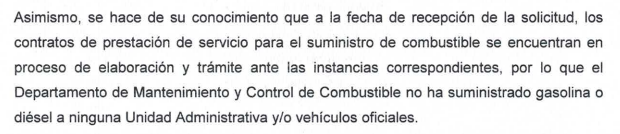 Asimismo, se hace de su conocimiento que a la fecha de recepción de la solicitud, los
contratos de prestación de servicio para el suministro de combustible se encuentran en
proceso de elaboración y trámite ante las instancias correspondientes, por lo que el
Departamento de Mantenimiento y Control de Combustible no ha suministrado gasolina o
diésel a ninguna Unidad Administrativa y/o vehículos oficiales.